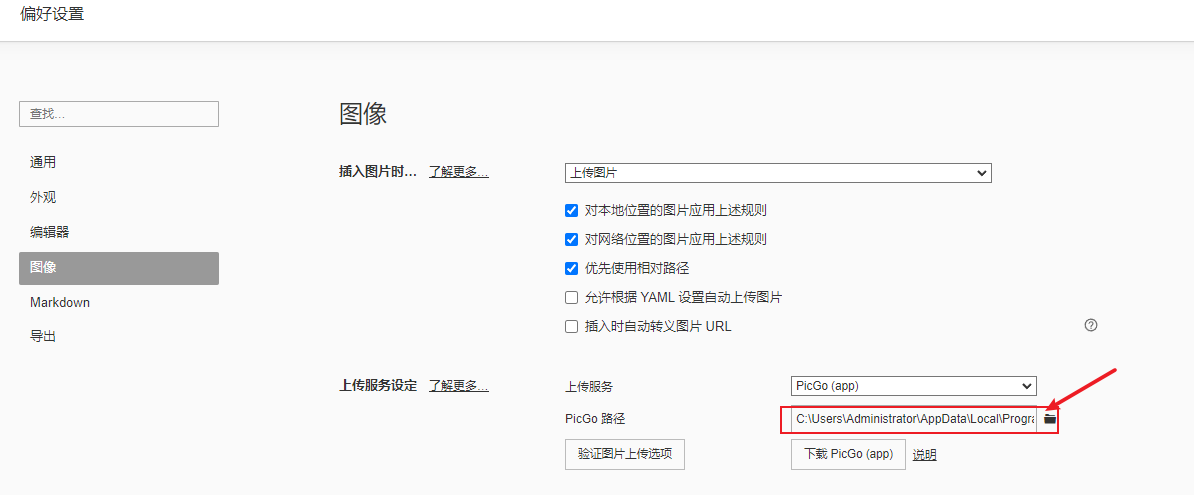 偏好设置
查找...
通用
外观
编辑器
图像
Markdown
导出
图像
插入图片时... 了解更多... 上传图片
对本地位置的图片应用上述规则
对网络位置的图片应用上述规则
优先使用相对路径
允许根据 YAML 设置自动上传图片
插入时自动转义图片 URL
上传服务设定 了解更多... 上传服务 PicGo (app)
PicGo 路径 C:\Users\Administrator\AppData\Local\Progra
验证图片上传选项 下载 PicGo (app) 说明